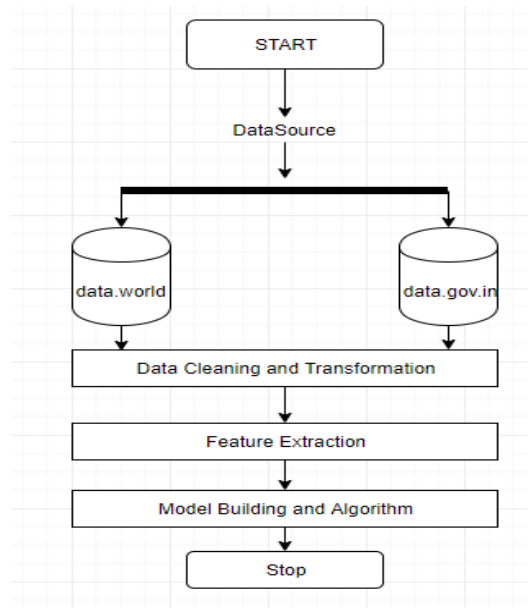 START
DataSource
data.world
data.gov.in
Data Cleaning and Transformation
Feature Extraction
Model Building and Algorithm
Stop